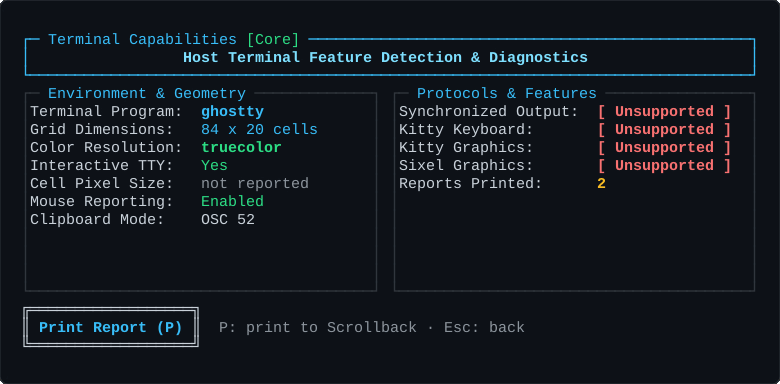 Terminal Capabilities [Core]
Host Terminal Feature Detection & Diagnostics
Environment & Geometry
Terminal Program: ghostty
Grid Dimensions: 84 x 20 cells
Color Resolution: truecolor
Interactive TTY: Yes
Cell Pixel Size: not reported
Mouse Reporting: Enabled
Clipboard Mode: OSC 52
Protocols & Features
Synchronized Output: [ Unsupported ]
Kitty Keyboard: [ Unsupported ]
Kitty Graphics: [ Unsupported ]
Sixel Graphics: [ Unsupported ]
Reports Printed: 2
Print Report (P)
P: print to Scrollback · Esc: back